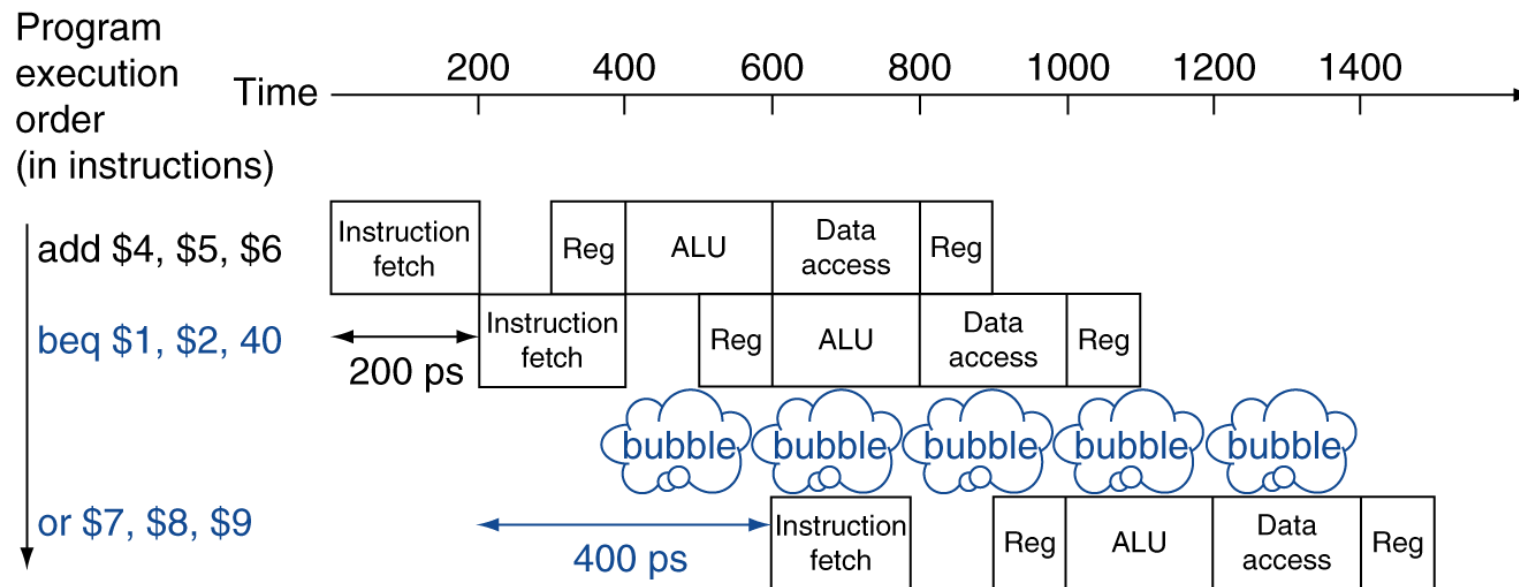 Program
execution
order
(in instructions)
Time
200 400 600 800 1000 1200 1400
add $4, $5, $6
Instruction
fetch
Reg
ALU
Data
access
Reg
beq $1, $2, 40
200 ps
Instruction
fetch
Reg
ALU
Data
access
Reg
bubble bubble bubble bubble bubble
or $7, $8, $9
400 ps
Instruction
fetch
Reg
ALU
Data
access
Reg